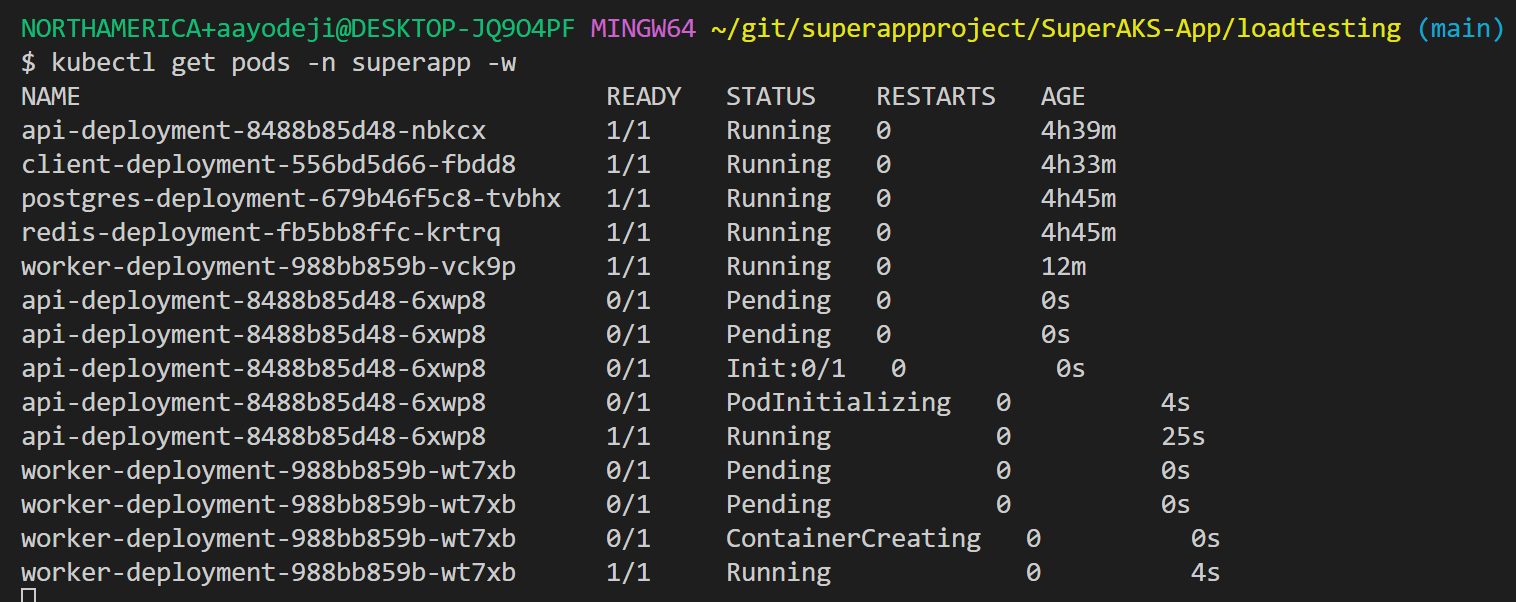 NORTHAMERICA+aayodeji@DESKTOP-JQ9O4PF MINGW64 ~/git/superappproject/SuperAKS-App/loadtesting (main)
$ kubectl get pods -n superapp -w
NAME                                   READY   STATUS    RESTARTS   AGE
api-deployment-8488b85d48-nbkcx        1/1     Running   0          4h39m
client-deployment-556bd5d66-fbdd8      1/1     Running   0          4h33m
postgres-deployment-679b46f5c8-tvbhx   1/1     Running   0          4h45m
redis-deployment-fb5bb8ffc-krtrq       1/1     Running   0          4h45m
worker-deployment-988bb859b-vck9p      1/1     Running   0          12m
api-deployment-8488b85d48-6xwp8        0/1     Pending   0          0s
api-deployment-8488b85d48-6xwp8        0/1     Pending   0          0s
api-deployment-8488b85d48-6xwp8        0/1     Init:0/1   0          0s
api-deployment-8488b85d48-6xwp8        0/1     PodInitializing   0          4s
api-deployment-8488b85d48-6xwp8        1/1     Running           0          25s
worker-deployment-988bb859b-wt7xb      0/1     Pending           0          0s
worker-deployment-988bb859b-wt7xb      0/1     Pending           0          0s
worker-deployment-988bb859b-wt7xb      0/1     ContainerCreating   0          0s
worker-deployment-988bb859b-wt7xb      1/1     Running             0          4s